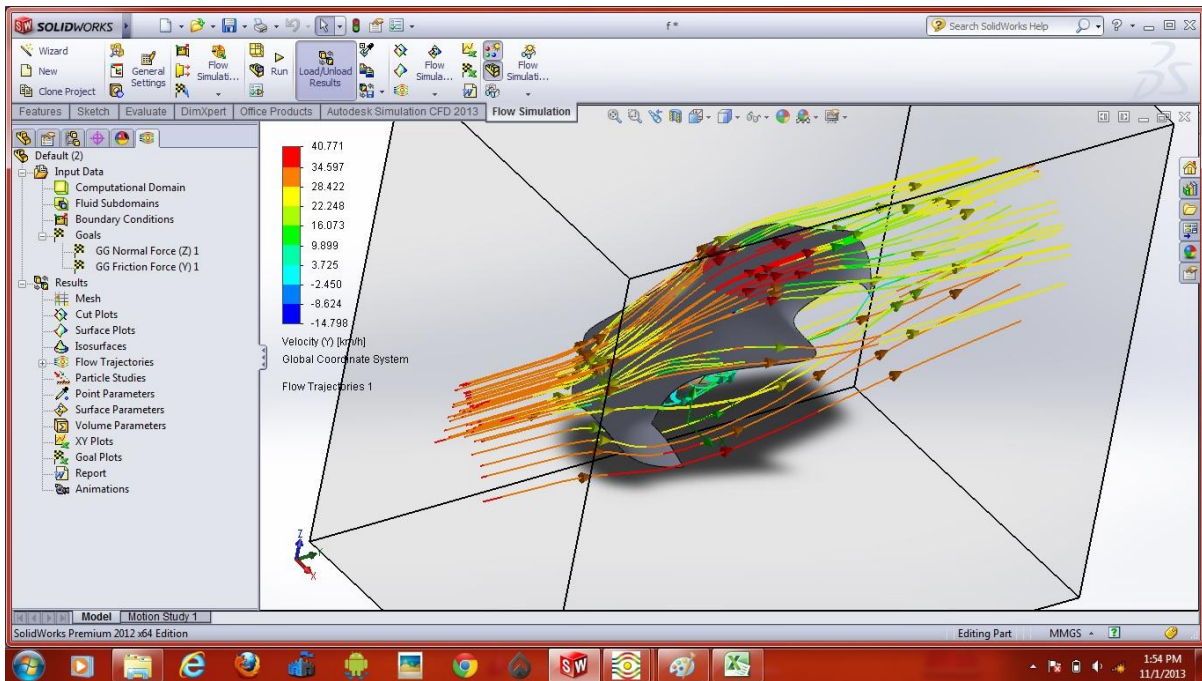 SOLIDWORKS
f *
Search SolidWorks Help
Wizard
New
Clone Project
General Settings
Flow Simulati...
Run
Load/Unload Results
Flow Simula...
Flow Simulati...
Features Sketch Evaluate DimXpert Office Products Autodesk Simulation CFD 2013 Flow Simulation
Default (2)
Input Data
Computational Domain
Fluid Subdomains
Boundary Conditions
Goals
GG Normal Force (Z) 1
GG Friction Force (Y) 1
Results
Mesh
Cut Plots
Surface Plots
Isosurfaces
Flow Trajectories
Particle Studies
Point Parameters
Surface Parameters
Volume Parameters
XY Plots
Goal Plots
Report
Animations
40.771
34.597
28.422
22.248
16.073
9.899
3.725
-2.450
-8.624
-14.798
Velocity (Y) [km/h]
Global Coordinate System
Flow Trajectories 1
Z
X
Model Motion Study 1
SolidWorks Premium 2012 x64 Edition
Editing Part
MMGS
1:54 PM
11/1/2013